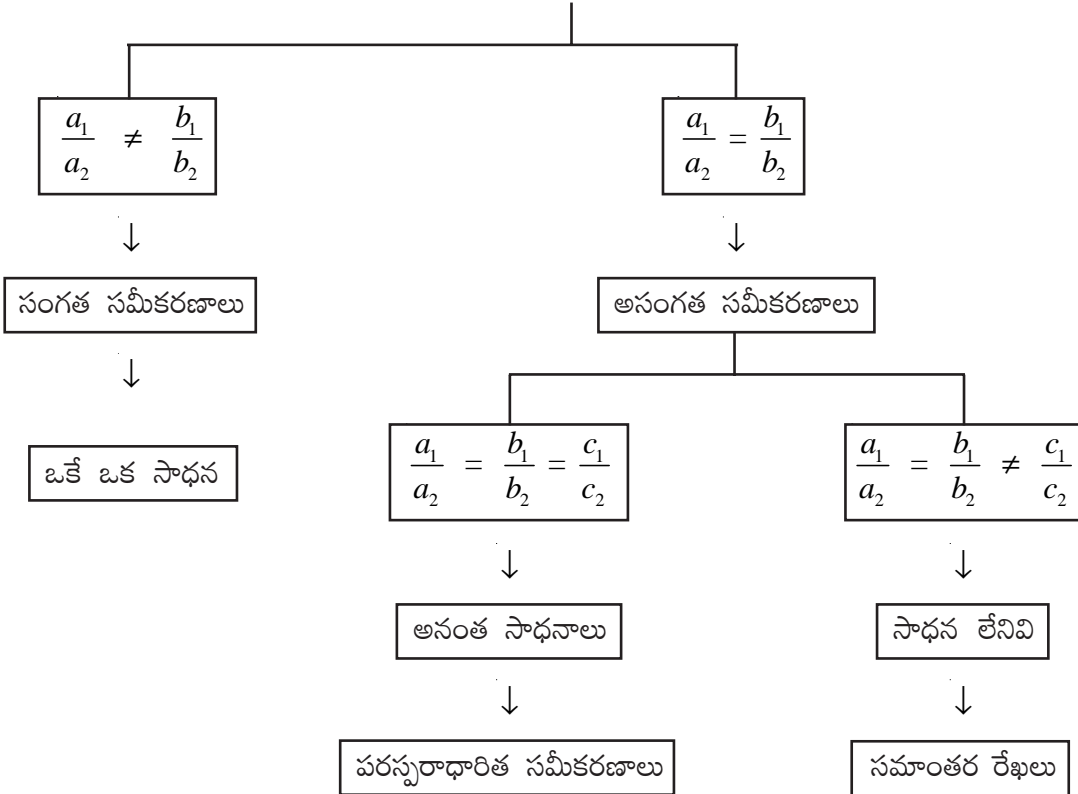 a₁/a₂ ≠ b₁/b₂
a₁/a₂ = b₁/b₂
↓
↓
సంగత సమీకరణాలు
అసంగత సమీకరణాలు
↓
ఒకే ఒక సాధన
a₁/a₂ = b₁/b₂ = c₁/c₂
a₁/a₂ = b₁/b₂ ≠ c₁/c₂
↓
↓
అనంత సాధనాలు
సాధన లేనివి
↓
↓
పరస్పరాధారిత సమీకరణాలు
సమాంతర రేఖలు